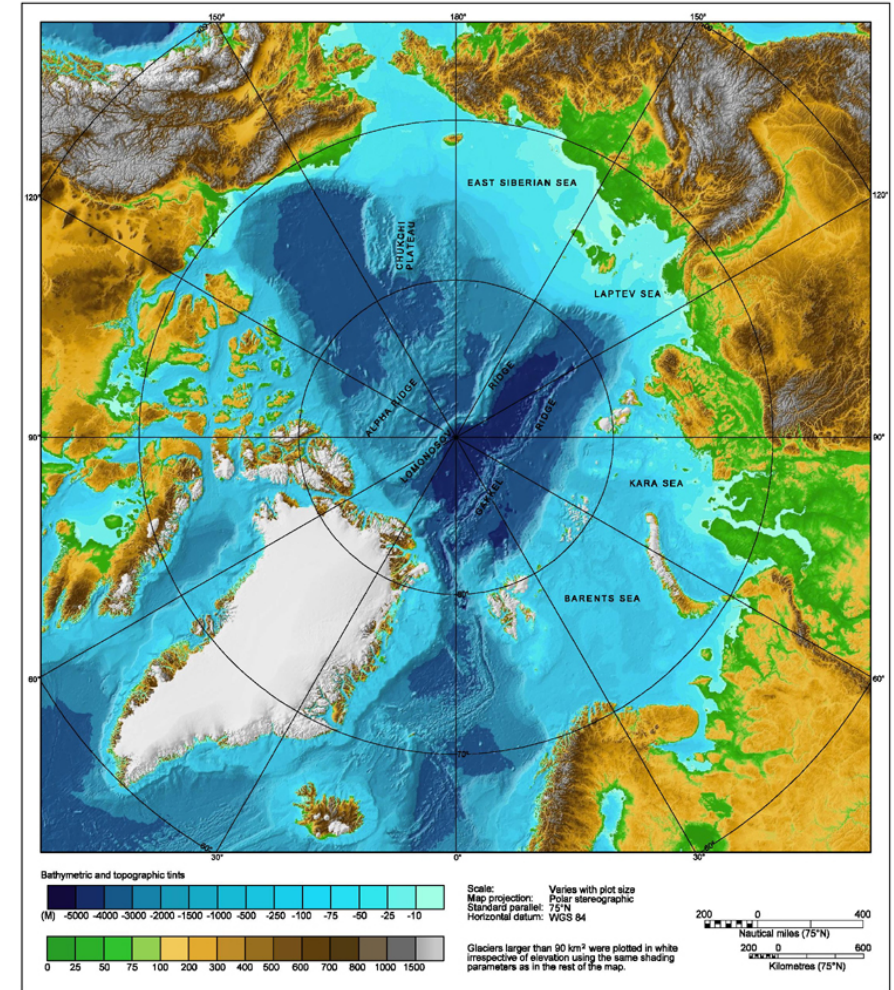 150°
180°
150°
120°
120°
EAST SIBERIAN SEA
CHUKCHI
PLATEAU
LAPTEV SEA
RIDGE
ALPHA RIDGE
RIDGE
90°
90°
LOMONOSOV
KARA SEA
GAKKEL
80°
BARENTS SEA
60°
60°
70°
30°
0°
30°
Bathymetric and topographic tints
(M) -5000 -4000 -3000 -2000 -1500 -1000 -500 -250 -100 -75 -50 -25 -10
0 25 50 75 100 200 300 400 500 600 700 800 1000 1500
Scale: Varies with plot size
Map projection: Polar stereographic
Standard parallel: 75°N
Horizontal datum: WGS 84
Glaciers larger than 90 km² were plotted in white
irrespective of elevation using the same shading
parameters as in the rest of the map.
200 0 400
Nautical miles (75°N)
200 0 600
Kilometres (75°N)